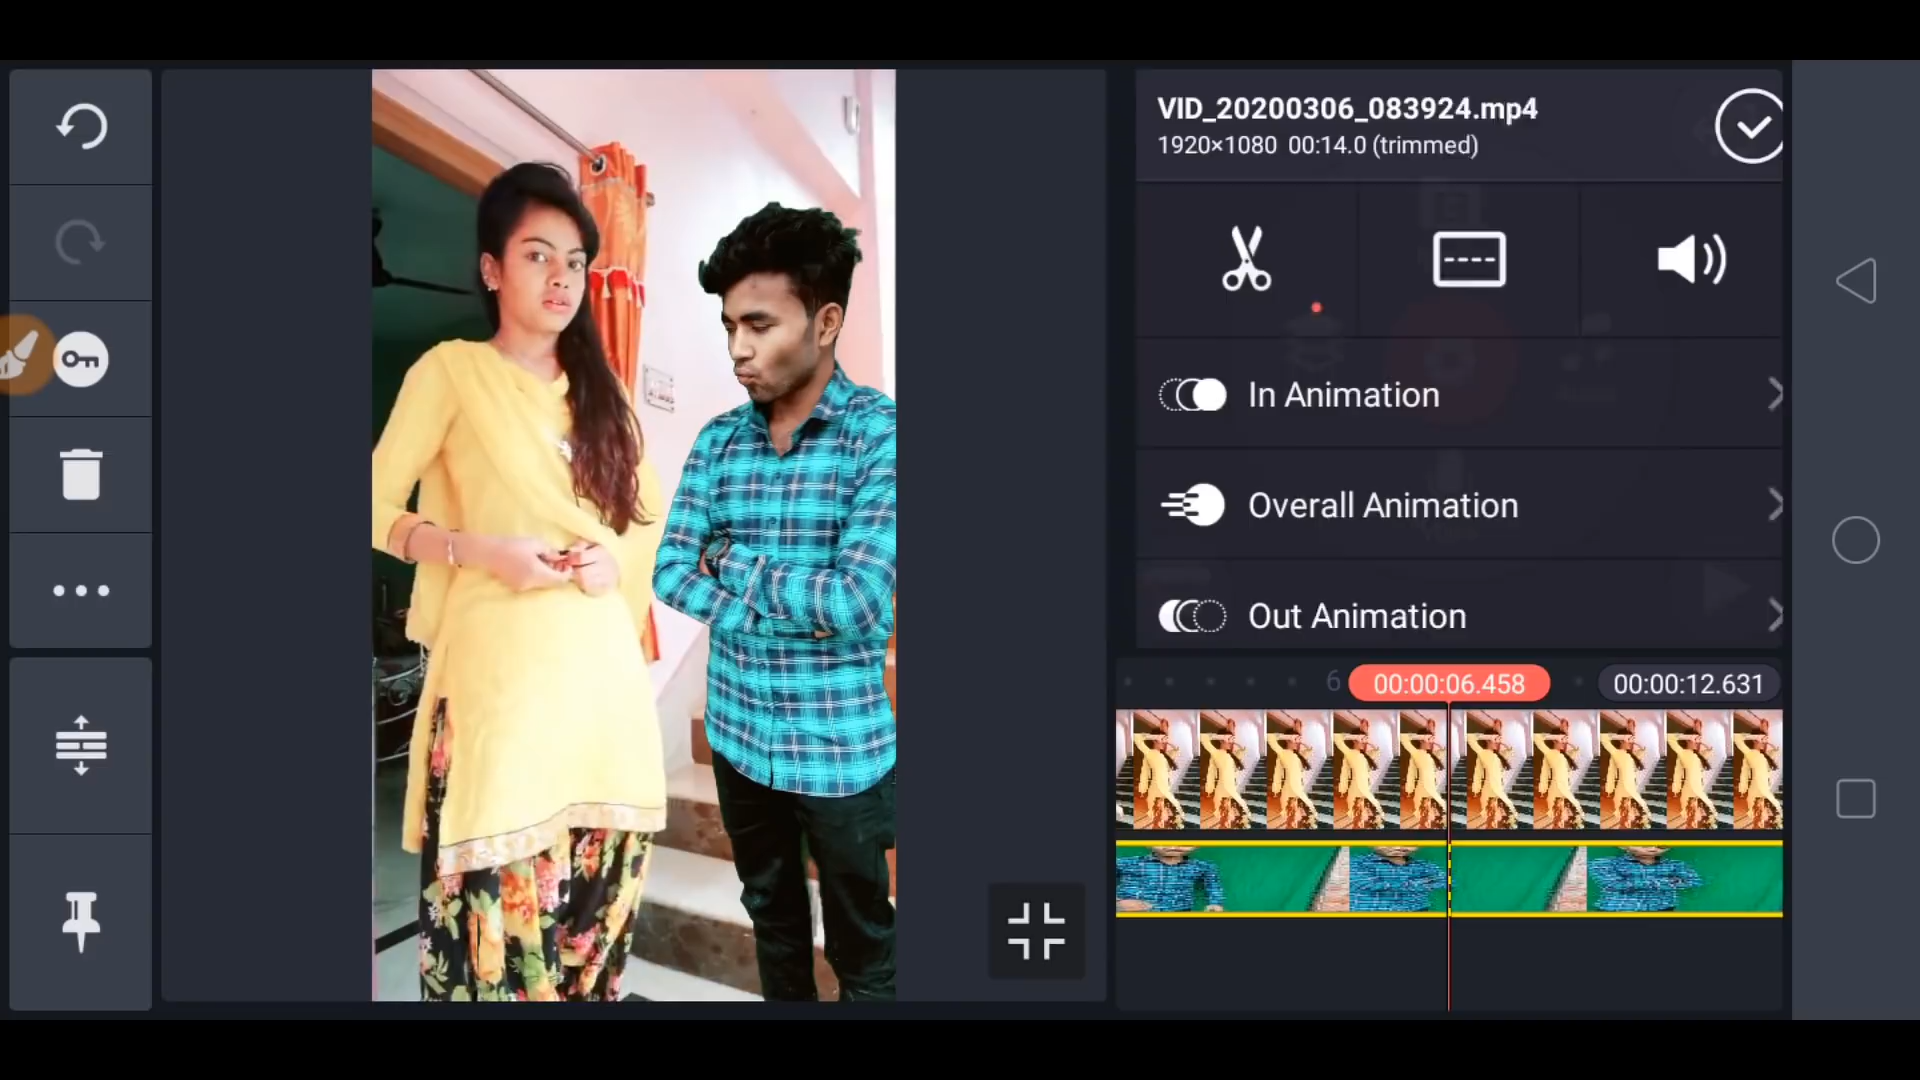 VID_20200306_083924.mp4
1920×1080 00:14.0 (trimmed)
In Animation
Overall Animation
Out Animation
6
00:00:06.458
00:00:12.631